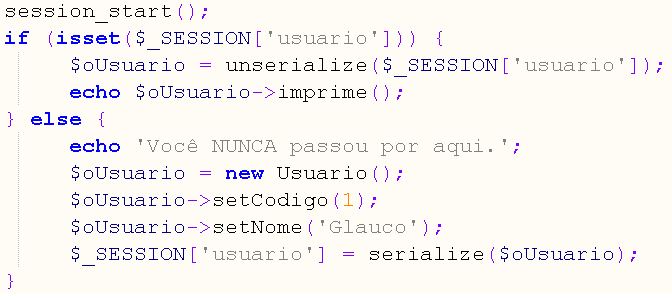 session_start();
if (isset($_SESSION['usuario'])) {
$oUsuario = unserialize($_SESSION['usuario']);
echo $oUsuario->imprime();
} else {
echo 'Você NUNCA passou por aqui.';
$oUsuario = new Usuario();
$oUsuario->setCodigo(1);
$oUsuario->setNome('Glauco');
$_SESSION['usuario'] = serialize($oUsuario);
}